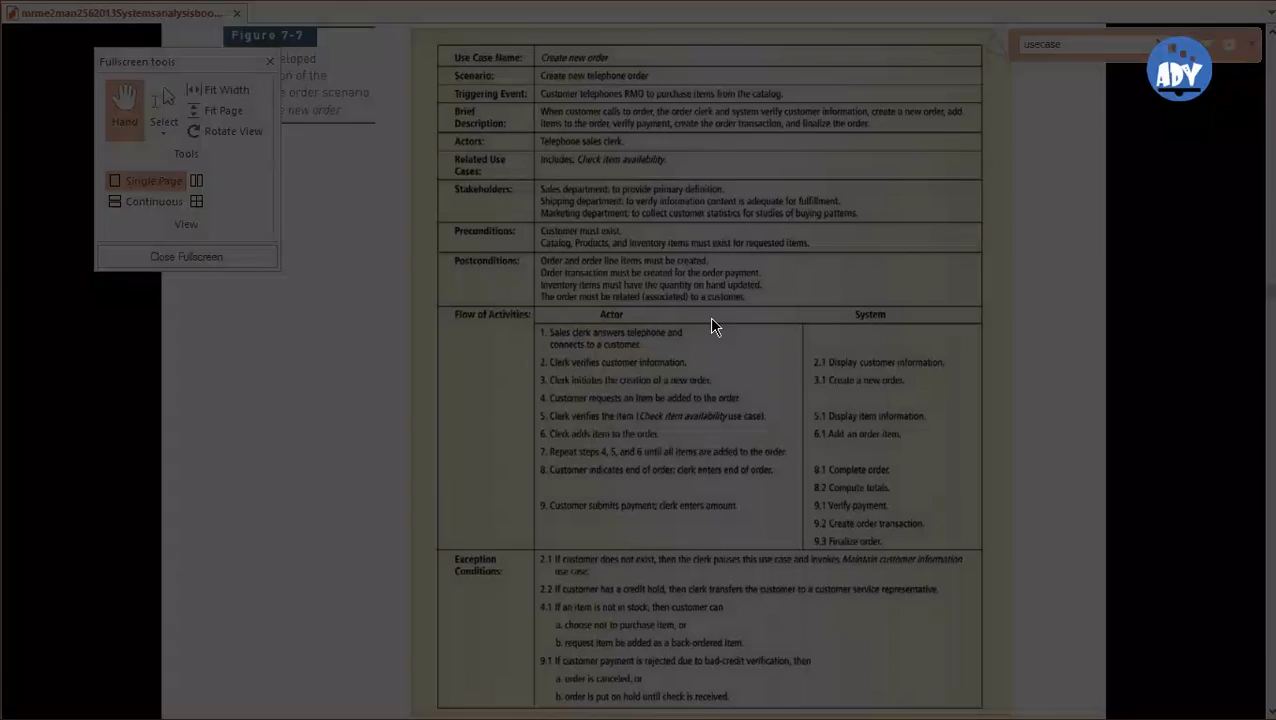 mrme2man2562013Systemsanalysisboo...
Figure 7-7
eloped
on of the
order scenario
new order
Fullscreen tools
Hand
Select
Fit Width
Fit Page
Rotate View
Tools
Single Page
Continuous
View
Close Fullscreen
usecase
ADY
Use Case Name: Create new order
Scenario: Create new telephone order
Triggering Event: Customer telephones RMO to purchase items from the catalog.
Brief Description: When customer calls to order, the order clerk and system verify customer information, create a new order, add
items to the order, verify payment, create the order transaction, and finalize the order.
Actors: Telephone sales clerk.
Related Use Cases: Includes: Check item availability.
Stakeholders: Sales department: to provide primary definition.
Shipping department: to verify information content is adequate for fulfillment.
Marketing department: to collect customer statistics for studies of buying patterns.
Preconditions: Customer must exist.
Catalog, Products, and Inventory items must exist for requested items.
Postconditions: Order and order line items must be created.
Order transaction must be created for the order payment.
Inventory items must have the quantity on hand updated.
The order must be related (associated) to a customer.
Flow of Activities: Actor System
1. Sales clerk answers telephone and
connects to a customer.
2. Clerk verifies customer information. 2.1 Display customer information.
3. Clerk initiates the creation of a new order. 3.1 Create a new order.
4. Customer requests an item be added to the order
5. Clerk verifies the item (Check item availability use case). 5.1 Display item information.
6. Clerk adds item to the order. 6.1 Add an order item.
7. Repeat steps 4, 5, and 6 until all items are added to the order.
8. Customer indicates end of order; clerk enters end of order. 8.1 Complete order.
8.2 Compute totals.
9. Customer submits payment; clerk enters amount 9.1 Verify payment.
9.2 Create order transaction.
9.3 Finalize order.
Exception Conditions: 2.1 If customer does not exist, then the clerk pauses this use case and invokes Maintain customer information
use case.
2.2 If customer has a credit hold, then clerk transfers the customer to a customer service representative.
4.1 If an item is not in stock, then customer can
a. choose not to purchase item, or
b. request item be added as a back-ordered item.
9.1 If customer payment is rejected due to bad-credit verification, then
a. order is canceled, or
b. order is put on hold until check is received.